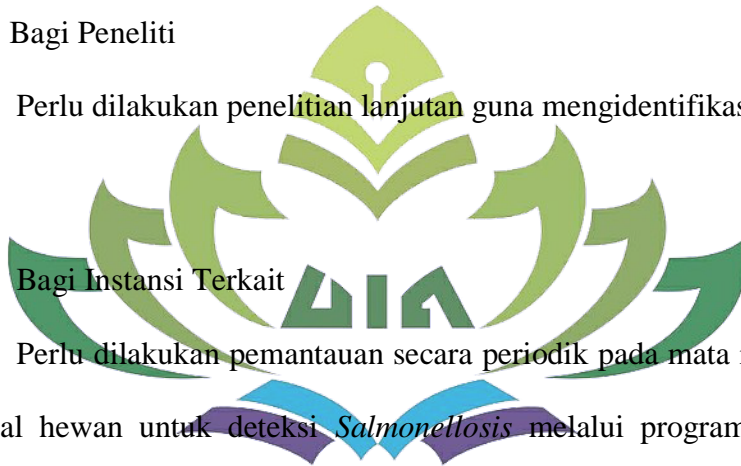 Bagi Peneliti
Perlu dilakukan penelitian lanjutan guna mengidentifikas
Bagi Instansi Terkait
UIN
Perlu dilakukan pemantauan secara periodik pada mata
al hewan untuk deteksi Salmonellosis melalui program